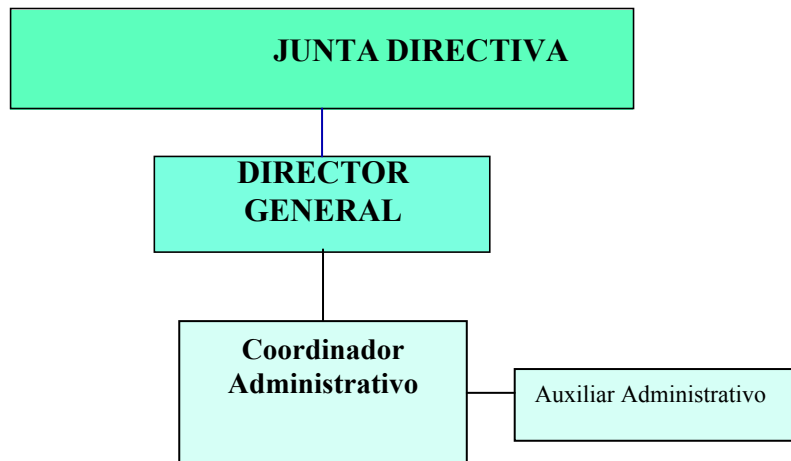 JUNTA DIRECTIVA
DIRECTOR
GENERAL
Coordinador
Administrativo
Auxiliar Administrativo